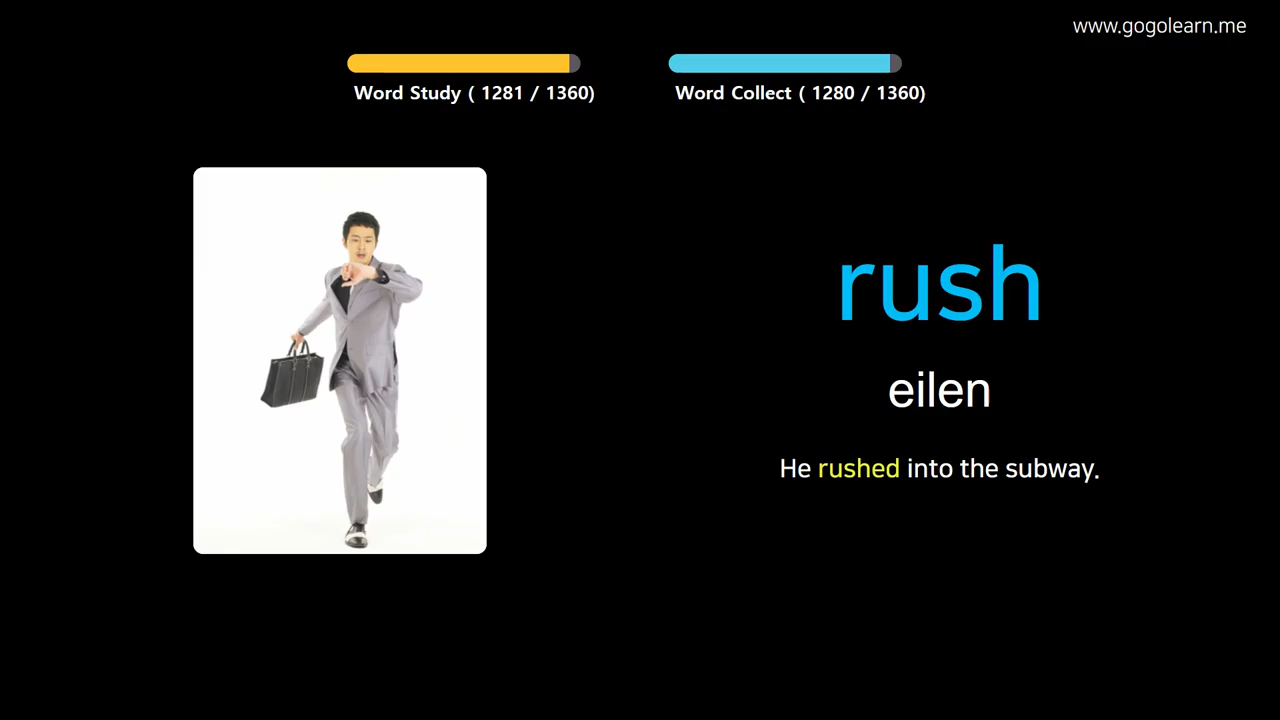 www.gogolearn.me
Word Study ( 1281 / 1360)
Word Collect ( 1280 / 1360)
rush
eilen
He rushed into the subway.